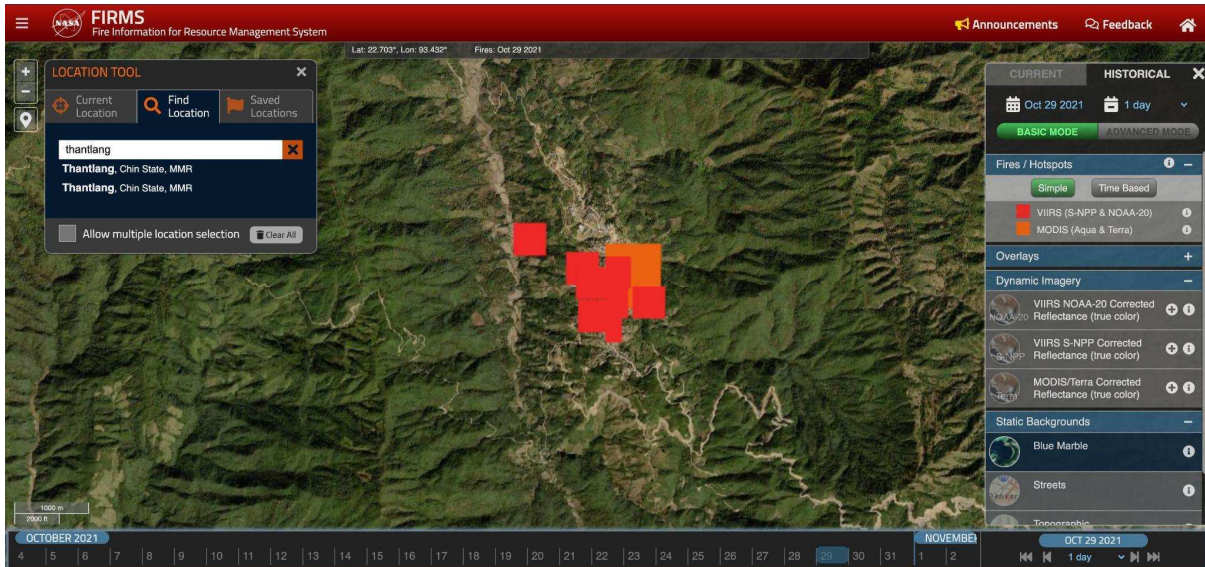 FIRMS
Fire Information for Resource Management System
NASA
Announcements
Feedback
Lat: 22.703°, Lon: 93.432°
Fires: Oct 29 2021
+
−
LOCATION TOOL
Current Location
Find Location
Saved Locations
thantlang
Thantlang, Chin State, MMR
Thantlang, Chin State, MMR
Allow multiple location selection
Clear All
CURRENT
HISTORICAL
Oct 29 2021
1 day
BASIC MODE
ADVANCED MODE
Fires / Hotspots
Simple
Time Based
VIIRS (S-NPP & NOAA-20)
MODIS (Aqua & Terra)
Overlays
Dynamic Imagery
NOAA-20
VIIRS NOAA-20 Corrected
Reflectance (true color)
S-NPP
VIIRS S-NPP Corrected
Reflectance (true color)
Terra
MODIS/Terra Corrected
Reflectance (true color)
Static Backgrounds
Blue Marble
Streets
Topographic
1000 m
2000 ft
OCTOBER 2021
NOVEMBE
4 5 6 7 8 9 10 11 12 13 14 15 16 17 18 19 20 21 22 23 24 25 26 27 28 29 30 31 1 2
OCT 29 2021
1 day